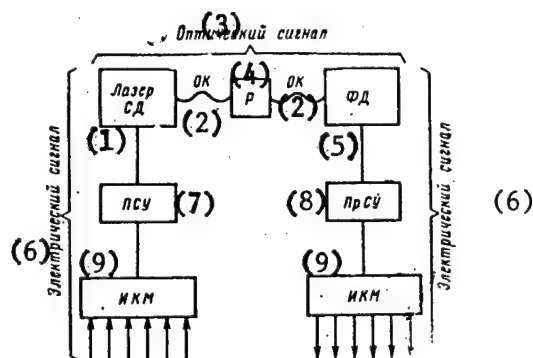 (3)
Оптический сигнал
Лазер
СД
(1)
ОК
(2)
(4)
Р
ОК
(2)
ФД
(5)
ПСУ
(7)
(8)
ПрСУ
(6)
Электрический сигнал
(9)
ИКМ
(9)
ИКМ
Электрический сигнал
(6)